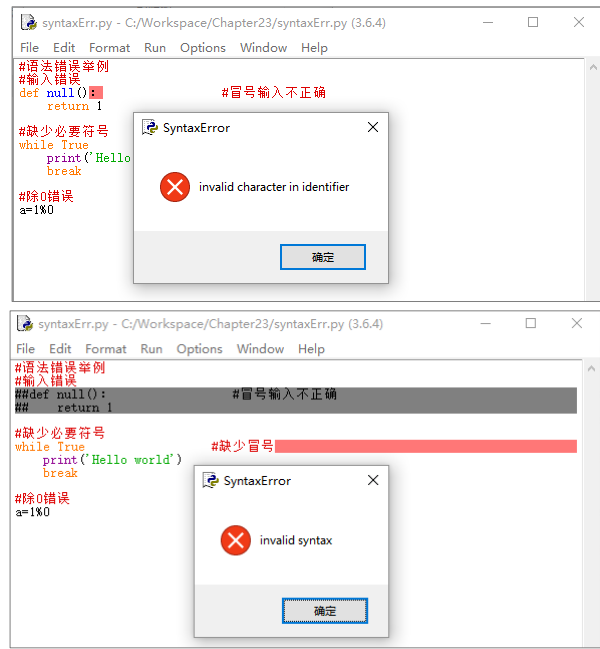 syntaxErr.py - C:/Workspace/Chapter23/syntaxErr.py (3.6.4)
File Edit Format Run Options Window Help
#语法错误举例
#输入错误
def null()： #冒号输入不正确
    return 1
#缺少必要符号
while True
    print('Hello
    break
#除0错误
a=1%0
SyntaxError
invalid character in identifier
确定
syntaxErr.py - C:/Workspace/Chapter23/syntaxErr.py (3.6.4)
File Edit Format Run Options Window Help
#语法错误举例
#输入错误
##def null()： #冒号输入不正确
##    return 1
#缺少必要符号
while True #缺少冒号
    print('Hello world')
    break
#除0错误
a=1%0
SyntaxError
invalid syntax
确定